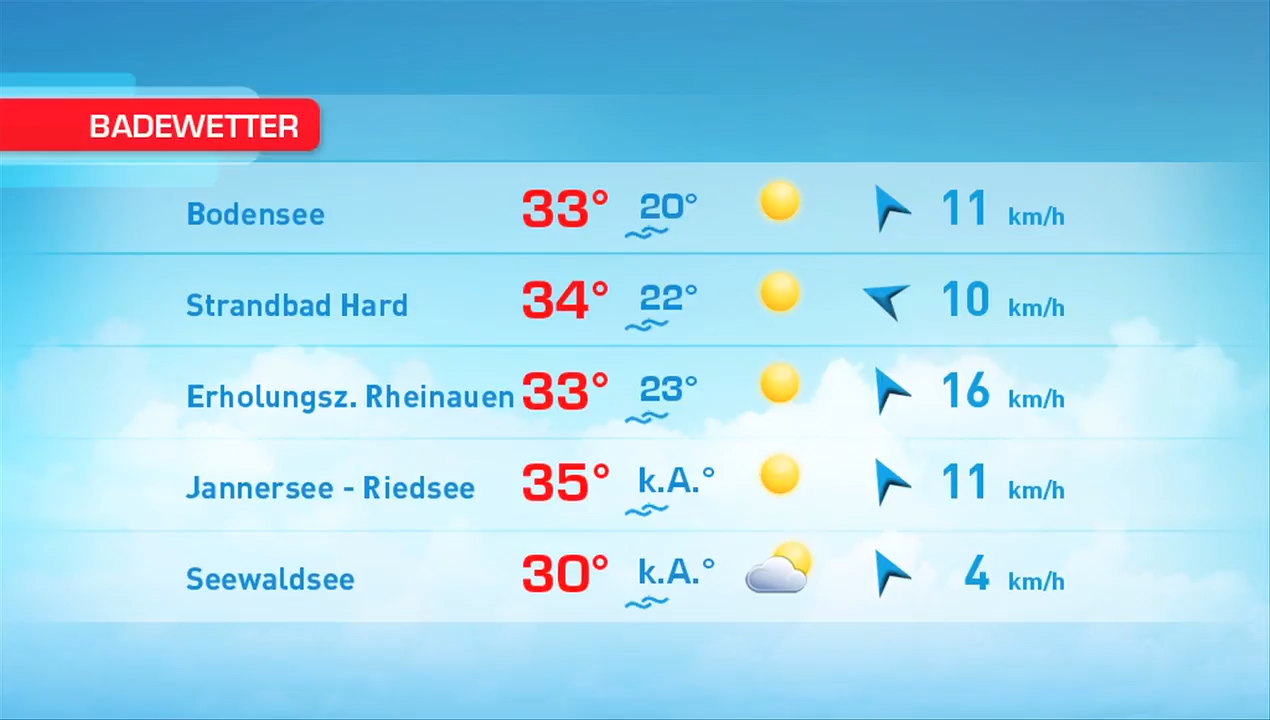 BADEWETTER
Bodensee 33° 20° 11 km/h
Strandbad Hard 34° 22° 10 km/h
Erholungsz. Rheinauen 33° 23° 16 km/h
Jannersee - Riedsee 35° k.A.° 11 km/h
Seewaldsee 30° k.A.° 4 km/h